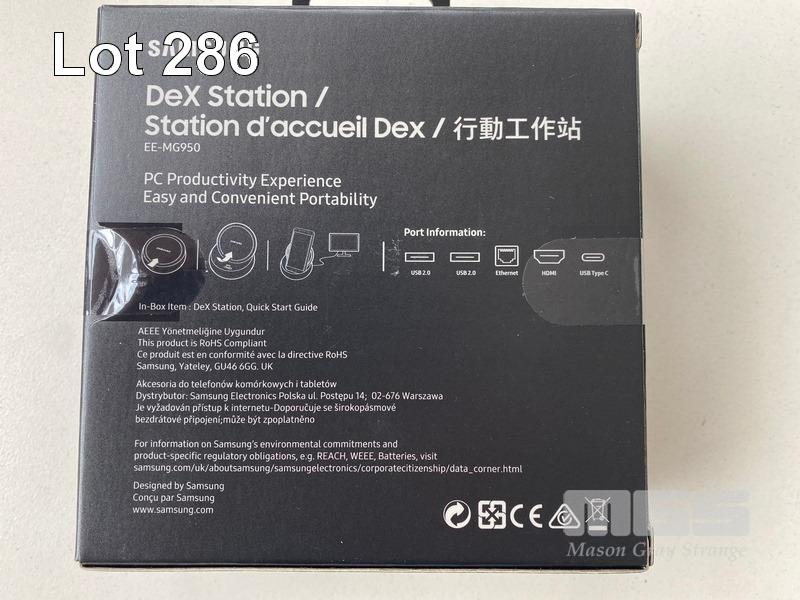 Lot 286
SAMSUNG
DeX Station /
Station d'accueil Dex / 行動工作站
EE-MG950
PC Productivity Experience
Easy and Convenient Portability
Port Information:
USB 2.0 USB 2.0 Ethernet HDMI USB Type C
In-Box Item : DeX Station, Quick Start Guide
AEEE Yönetmeliğine Uygundur
This product is RoHS Compliant
Ce produit est en conformité avec la directive RoHS
Samsung, Yateley, GU46 6GG. UK
Akcesoria do telefonów komórkowych i tabletów
Dystrybutor: Samsung Electronics Polska ul. Postępu 14; 02-676 Warszawa
Je vyžadován přístup k internetu-Doporučuje se širokopásmové
bezdrátové připojení;může být zpoplatněno
For information on Samsung's environmental commitments and
product-specific regulatory obligations, e.g. REACH, WEEE, Batteries, visit
samsung.com/uk/aboutsamsung/samsungelectronics/corporatecitizenship/data_corner.html
Designed by Samsung
Conçu par Samsung
www.samsung.com
CE
MGS
Mason Gray Strange